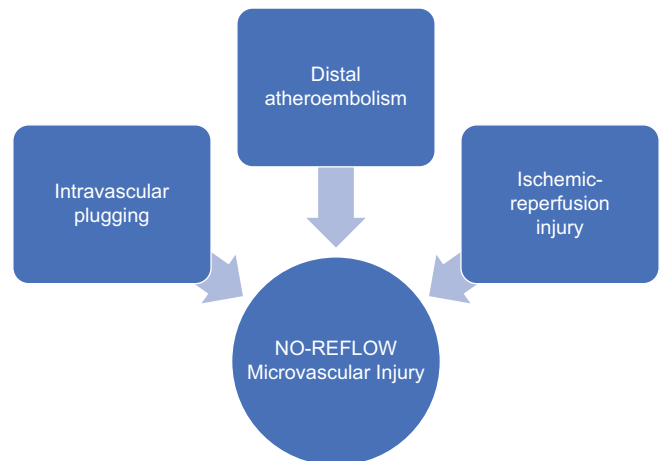 Distal
atheroembolism
Intravascular
plugging
Ischemic-
reperfusion
injury
NO-REFLOW
Microvascular Injury